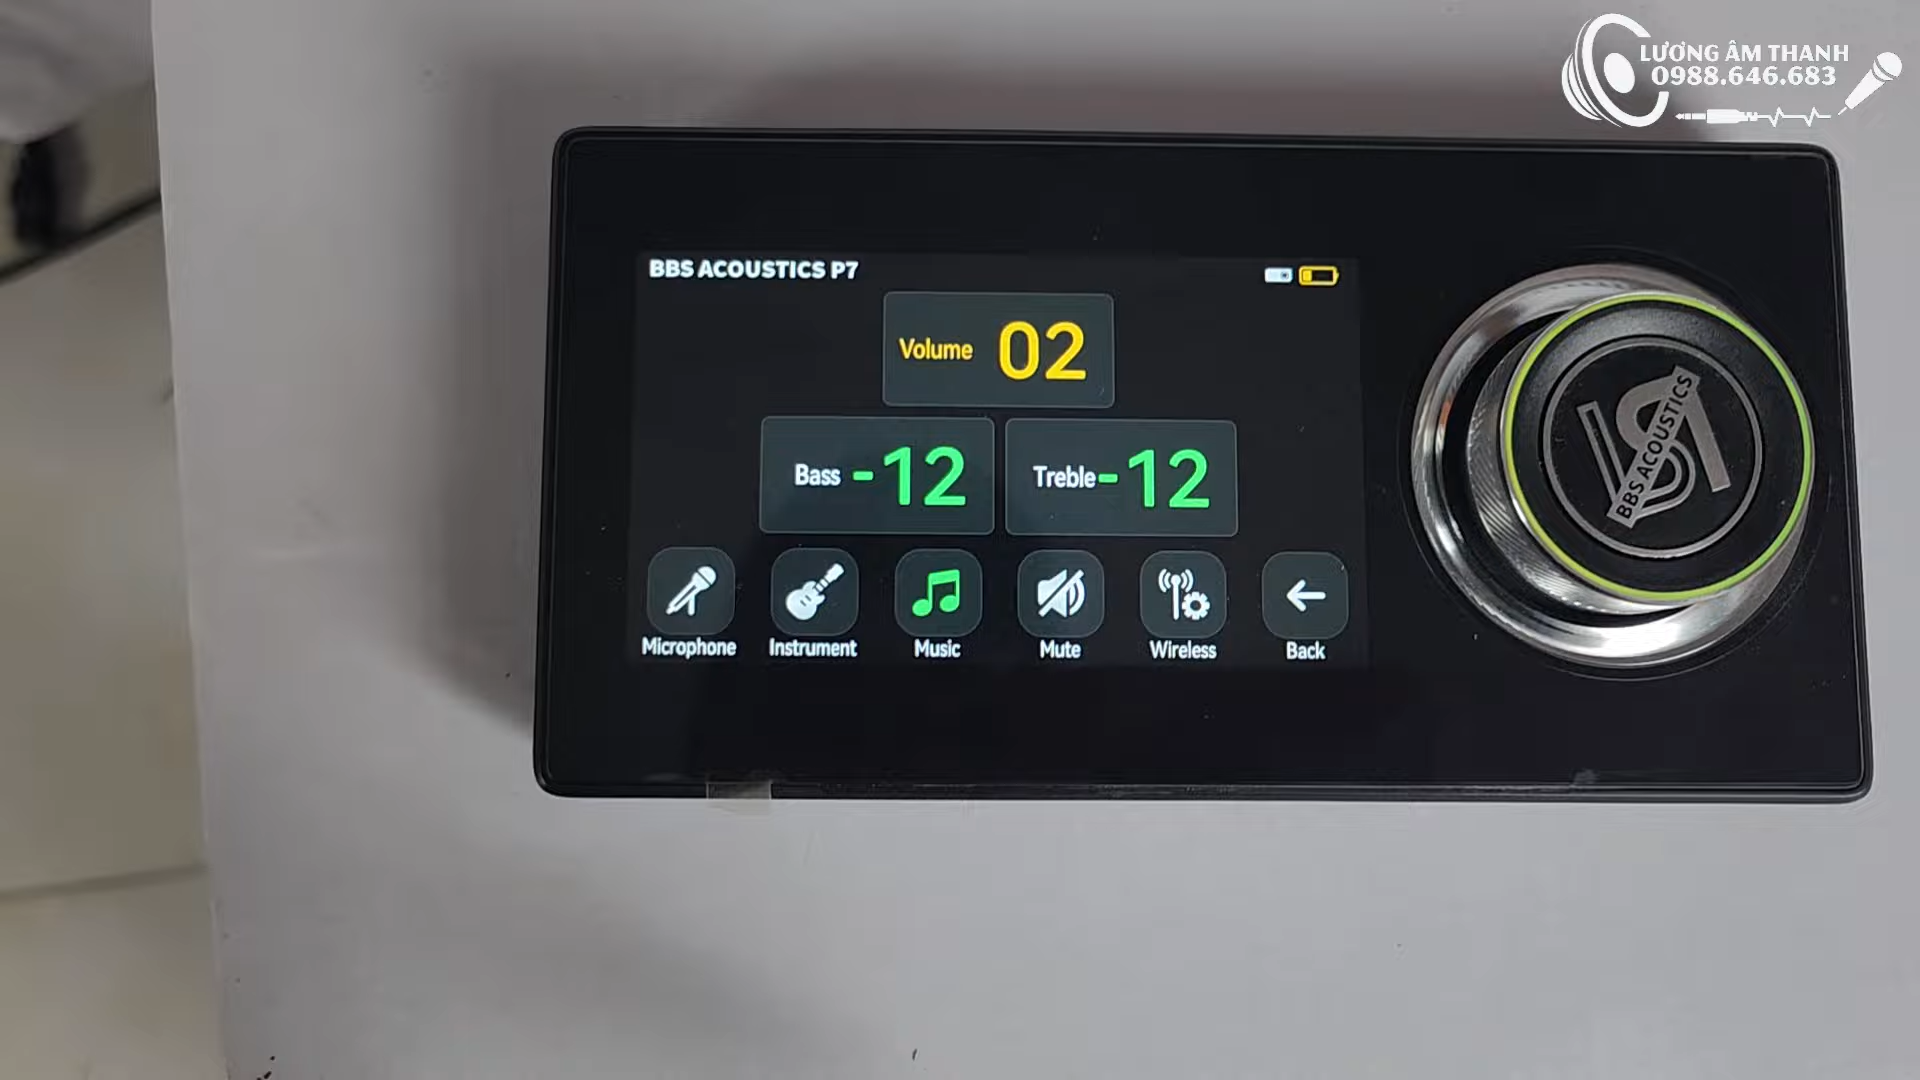 LƯƠNG ÂM THANH
0988.646.683
BBS ACOUSTICS P7
Volume 02
Bass -12
Treble -12
Microphone
Instrument
Music
Mute
Wireless
Back
BBS ACOUSTICS